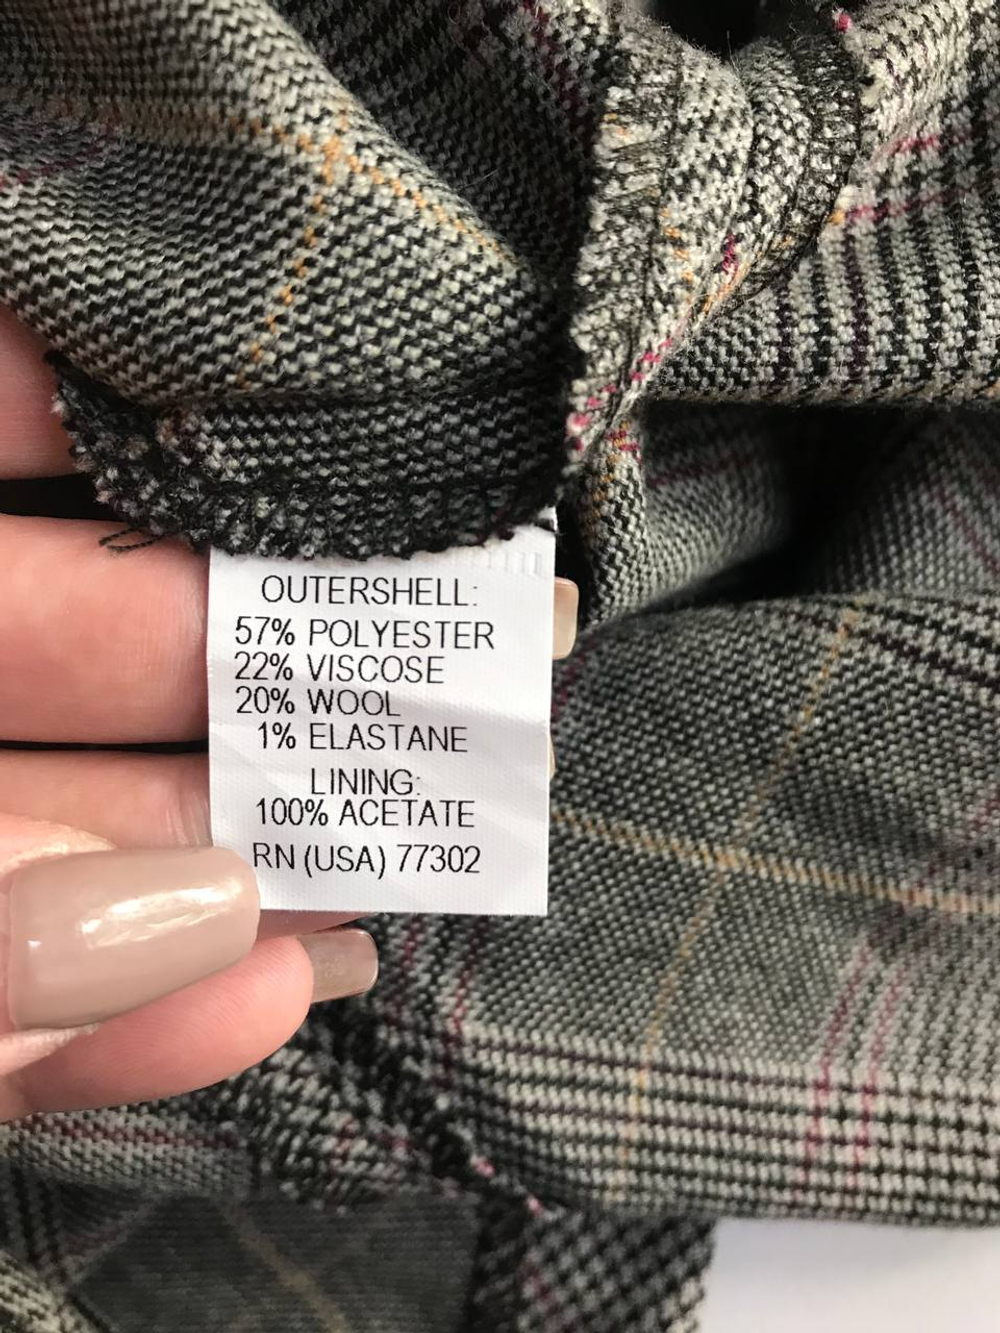 OUTERSHELL:
57% POLYESTER
22% VISCOSE
20% WOOL
1% ELASTANE
LINING:
100% ACETATE
RN (USA) 77302